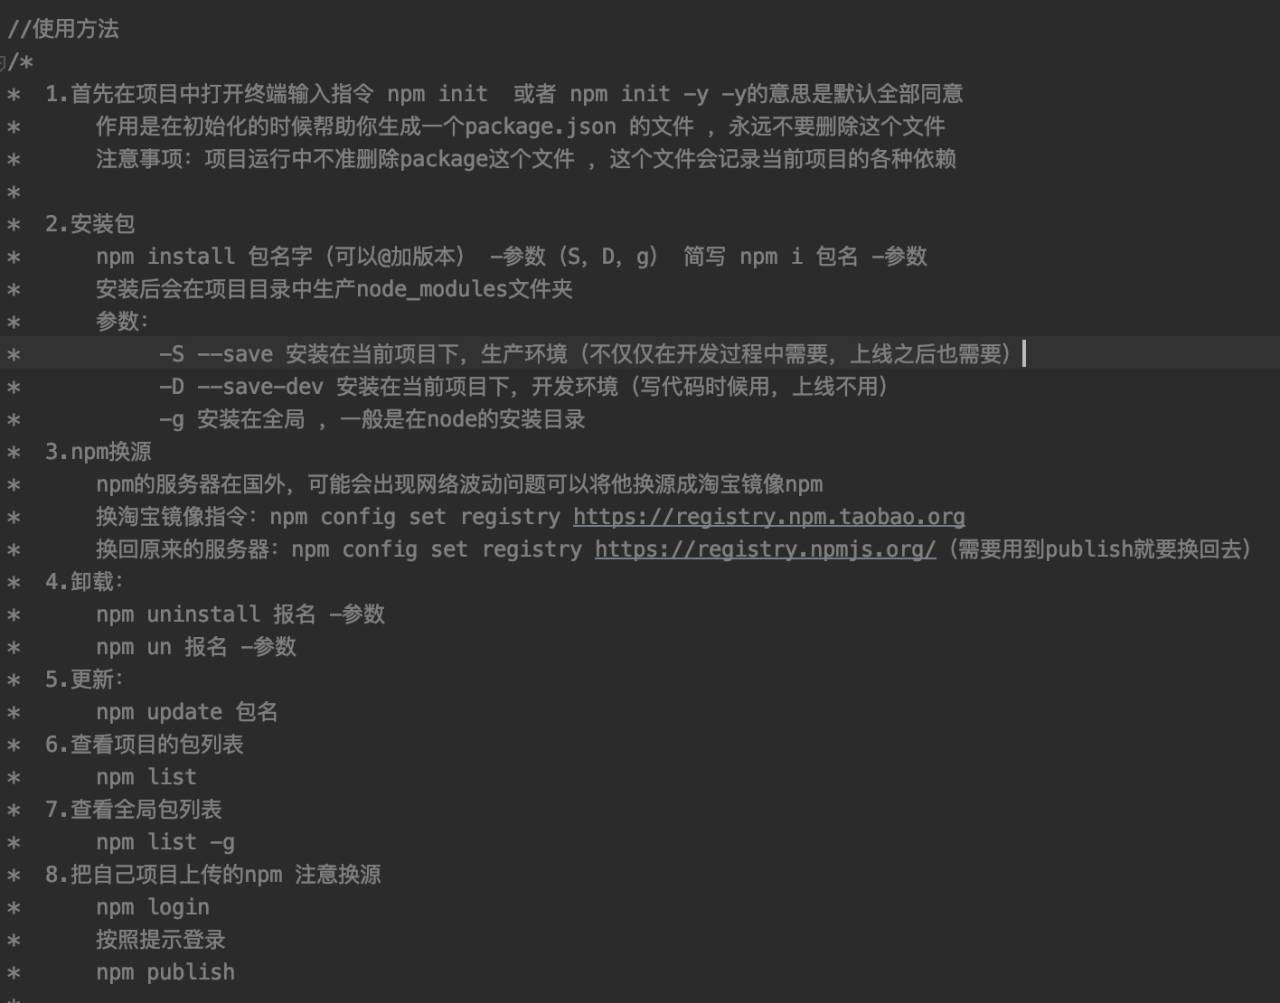 //使用方法
/*
* 1.首先在项目中打开终端输入指令 npm init 或者 npm init -y -y的意思是默认全部同意
* 作用是在初始化的时候帮助你生成一个package.json 的文件 ，永远不要删除这个文件
* 注意事项：项目运行中不准删除package这个文件 ，这个文件会记录当前项目的各种依赖
*
* 2.安装包
* npm install 包名字（可以@加版本） -参数（S，D，g） 简写 npm i 包名 -参数
* 安装后会在项目目录中生产node_modules文件夹
* 参数：
* -S --save 安装在当前项目下，生产环境（不仅仅在开发过程中需要，上线之后也需要）
* -D --save-dev 安装在当前项目下，开发环境（写代码时候用，上线不用）
* -g 安装在全局 ，一般是在node的安装目录
* 3.npm换源
* npm的服务器在国外，可能会出现网络波动问题可以将他换源成淘宝镜像npm
* 换淘宝镜像指令：npm config set registry https://registry.npm.taobao.org
* 换回原来的服务器：npm config set registry https://registry.npmjs.org/（需要用到publish就要换回去）
* 4.卸载：
* npm uninstall 报名 -参数
* npm un 报名 -参数
* 5.更新：
* npm update 包名
* 6.查看项目的包列表
* npm list
* 7.查看全局包列表
* npm list -g
* 8.把自己项目上传的npm 注意换源
* npm login
* 按照提示登录
* npm publish
*